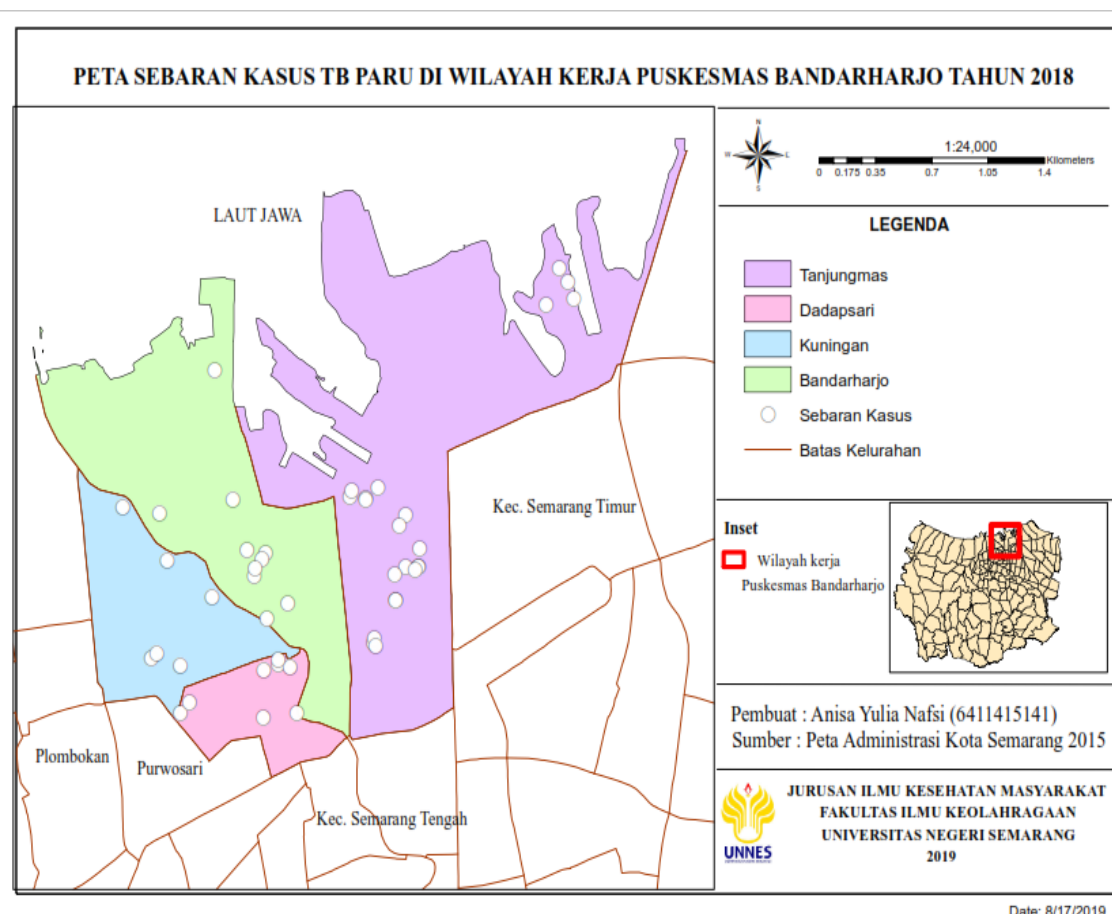 PETA SEBARAN KASUS TB PARU DI WILAYAH KERJA PUSKESMAS BANDARHARJO TAHUN 2018
LAUT JAWA
Kec. Semarang Timur
Plombokan
Purwosari
Kec. Semarang Tengah
N
W
L
S
1:24,000
Kilometers
0 0.175 0.35 0.7 1.05 1.4
LEGENDA
Tanjungmas
Dadapsari
Kuningan
Bandarharjo
Sebaran Kasus
Batas Kelurahan
Inset
Wilayah kerja
Puskesmas Bandarharjo
Pembuat : Anisa Yulia Nafsi (6411415141)
Sumber : Peta Administrasi Kota Semarang 2015
UNNES
JURUSAN ILMU KESEHATAN MASYARAKAT
FAKULTAS ILMU KEOLAHRAGAAN
UNIVERSITAS NEGERI SEMARANG
2019
Date: 8/17/2019